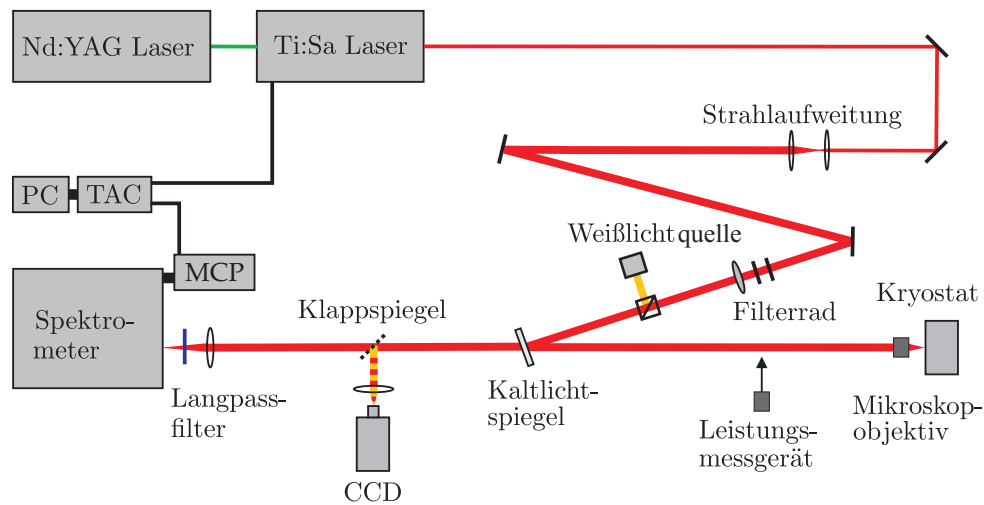 Nd:YAG Laser
Ti:Sa Laser
Strahlaufweitung
PC
TAC
Weißlichtquelle
MCP
Klappspiegel
Filterrad
Kryostat
Spektro-
meter
Langpass-
filter
Kaltlicht-
spiegel
Leistungs-
messgerät
Mikroskop-
objektiv
CCD